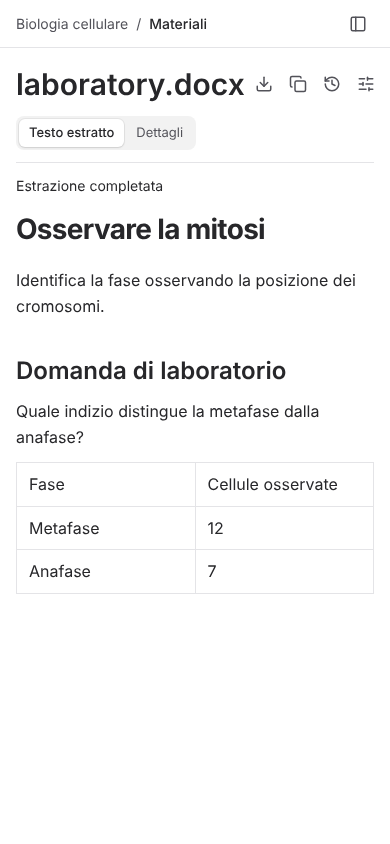 Biologia cellulare / Materiali
laboratory.docx
Testo estratto Dettagli
Estrazione completata
Osservare la mitosi
Identifica la fase osservando la posizione dei
cromosomi.
Domanda di laboratorio
Quale indizio distingue la metafase dalla
anafase?
Fase Cellule osservate
Metafase 12
Anafase 7